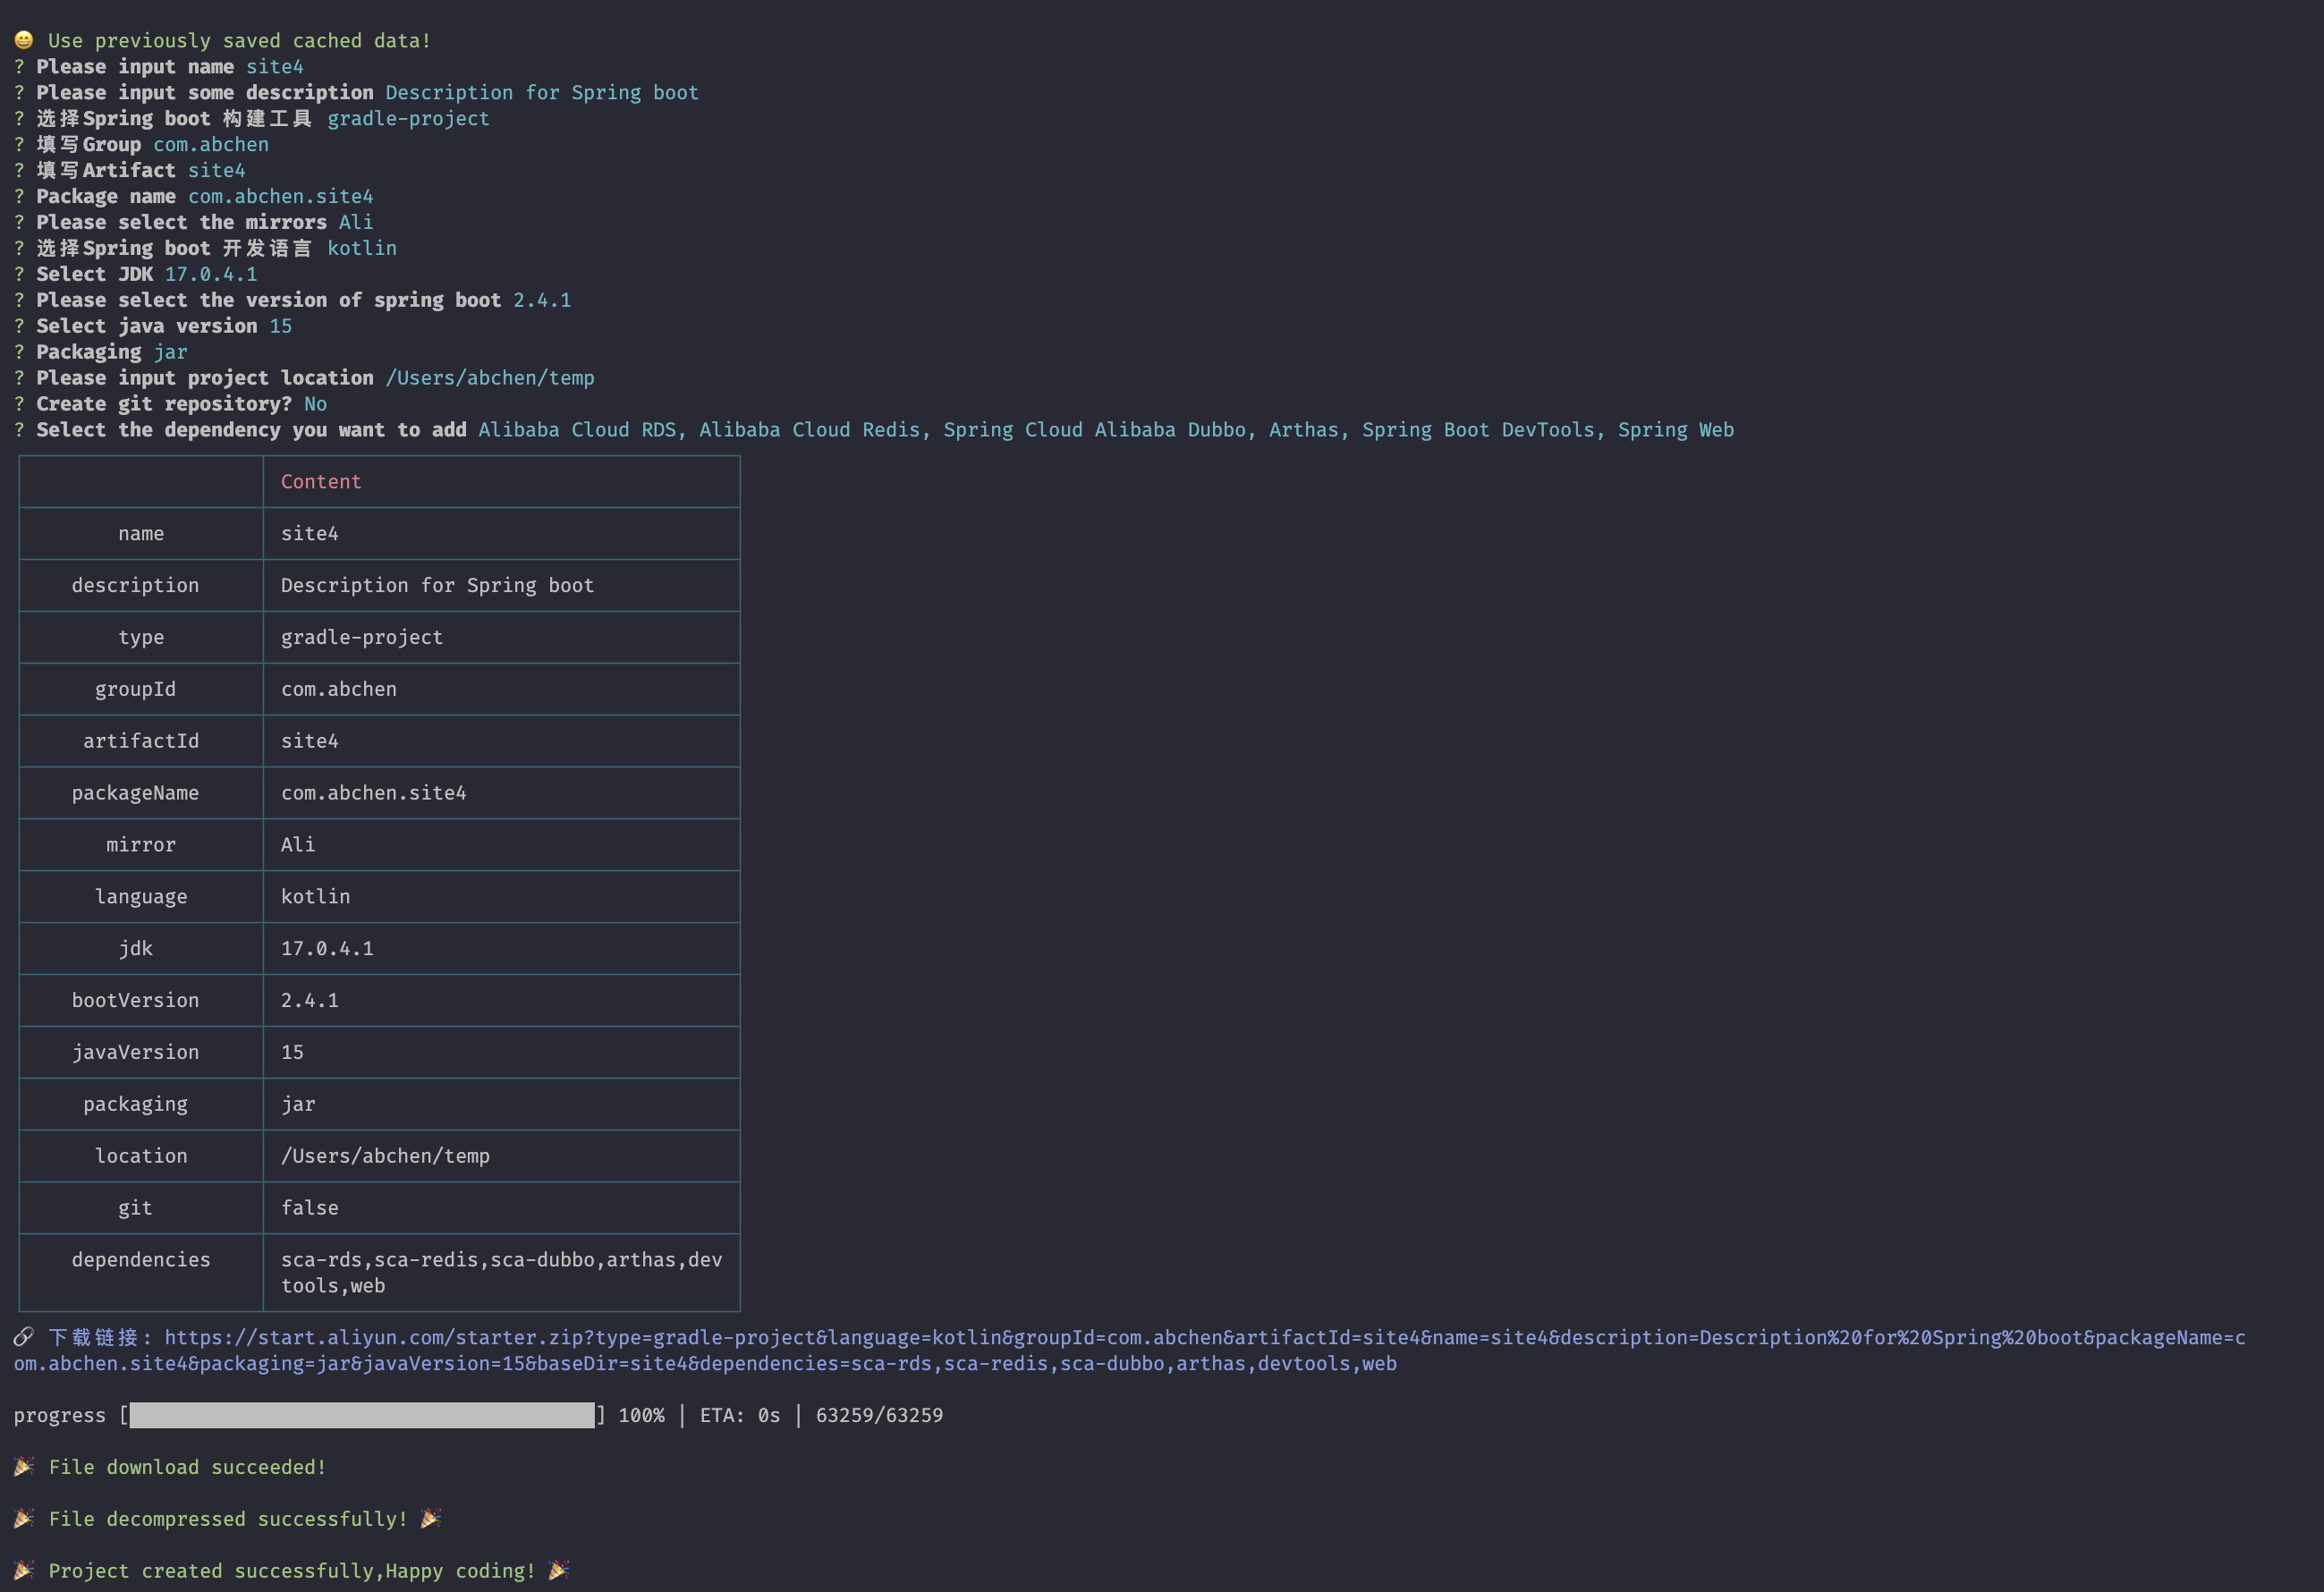 😄 Use previously saved cached data!
? Please input name site4
? Please input some description Description for Spring boot
? 选择Spring boot 构建工具 gradle-project
? 填写Group com.abchen
? 填写Artifact site4
? Package name com.abchen.site4
? Please select the mirrors Ali
? 选择Spring boot 开发语言 kotlin
? Select JDK 17.0.4.1
? Please select the version of spring boot 2.4.1
? Select java version 15
? Packaging jar
? Please input project location /Users/abchen/temp
? Create git repository? No
? Select the dependency you want to add Alibaba Cloud RDS, Alibaba Cloud Redis, Spring Cloud Alibaba Dubbo, Arthas, Spring Boot DevTools, Spring Web
Content
name site4
description Description for Spring boot
type gradle-project
groupId com.abchen
artifactId site4
packageName com.abchen.site4
mirror Ali
language kotlin
jdk 17.0.4.1
bootVersion 2.4.1
javaVersion 15
packaging jar
location /Users/abchen/temp
git false
dependencies sca-rds,sca-redis,sca-dubbo,arthas,dev
tools,web
🔗 下载链接: https://start.aliyun.com/starter.zip?type=gradle-project&language=kotlin&groupId=com.abchen&artifactId=site4&name=site4&description=Description%20for%20Spring%20boot&packageName=c
om.abchen.site4&packaging=jar&javaVersion=15&baseDir=site4&dependencies=sca-rds,sca-redis,sca-dubbo,arthas,devtools,web
progress [████████████████████████████████████████] 100% | ETA: 0s | 63259/63259
🎉 File download succeeded!
🎉 File decompressed successfully! 🎉
🎉 Project created successfully,Happy coding! 🎉